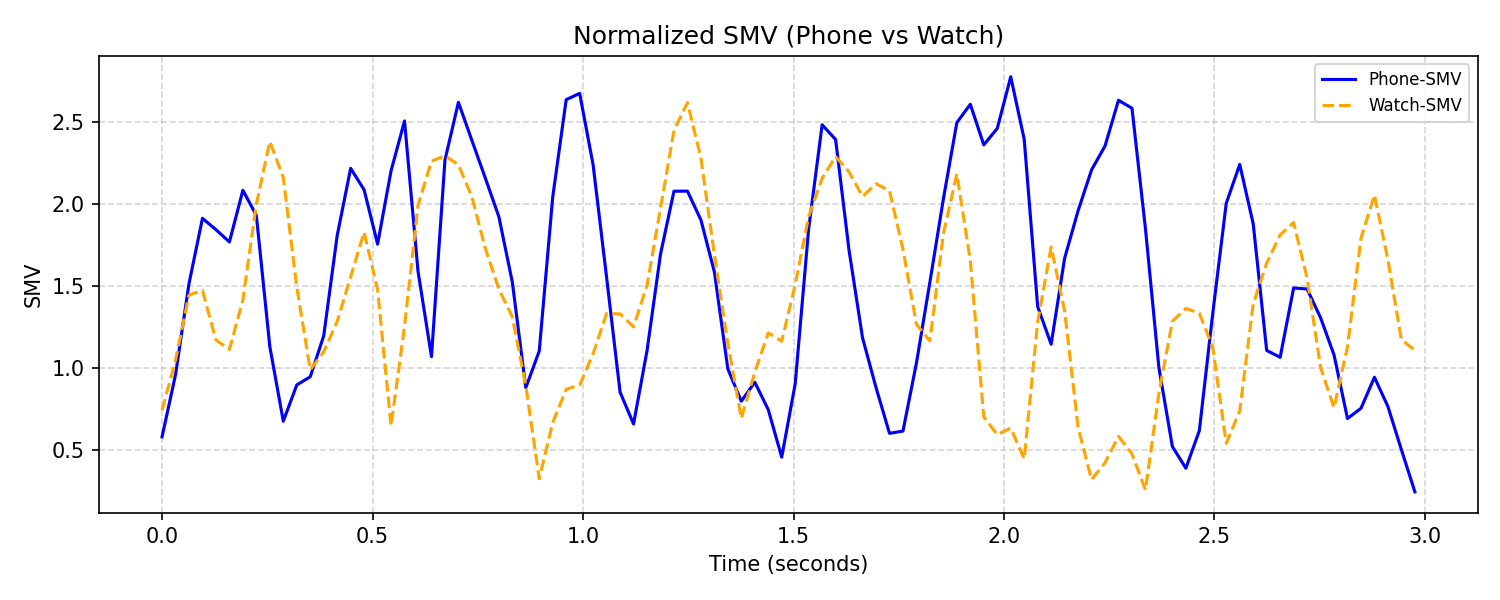 Normalized SMV (Phone vs Watch)
Phone-SMV
Watch-SMV
SMV
2.5
2.0
1.5
1.0
0.5
0.0 0.5 1.0 1.5 2.0 2.5 3.0
Time (seconds)